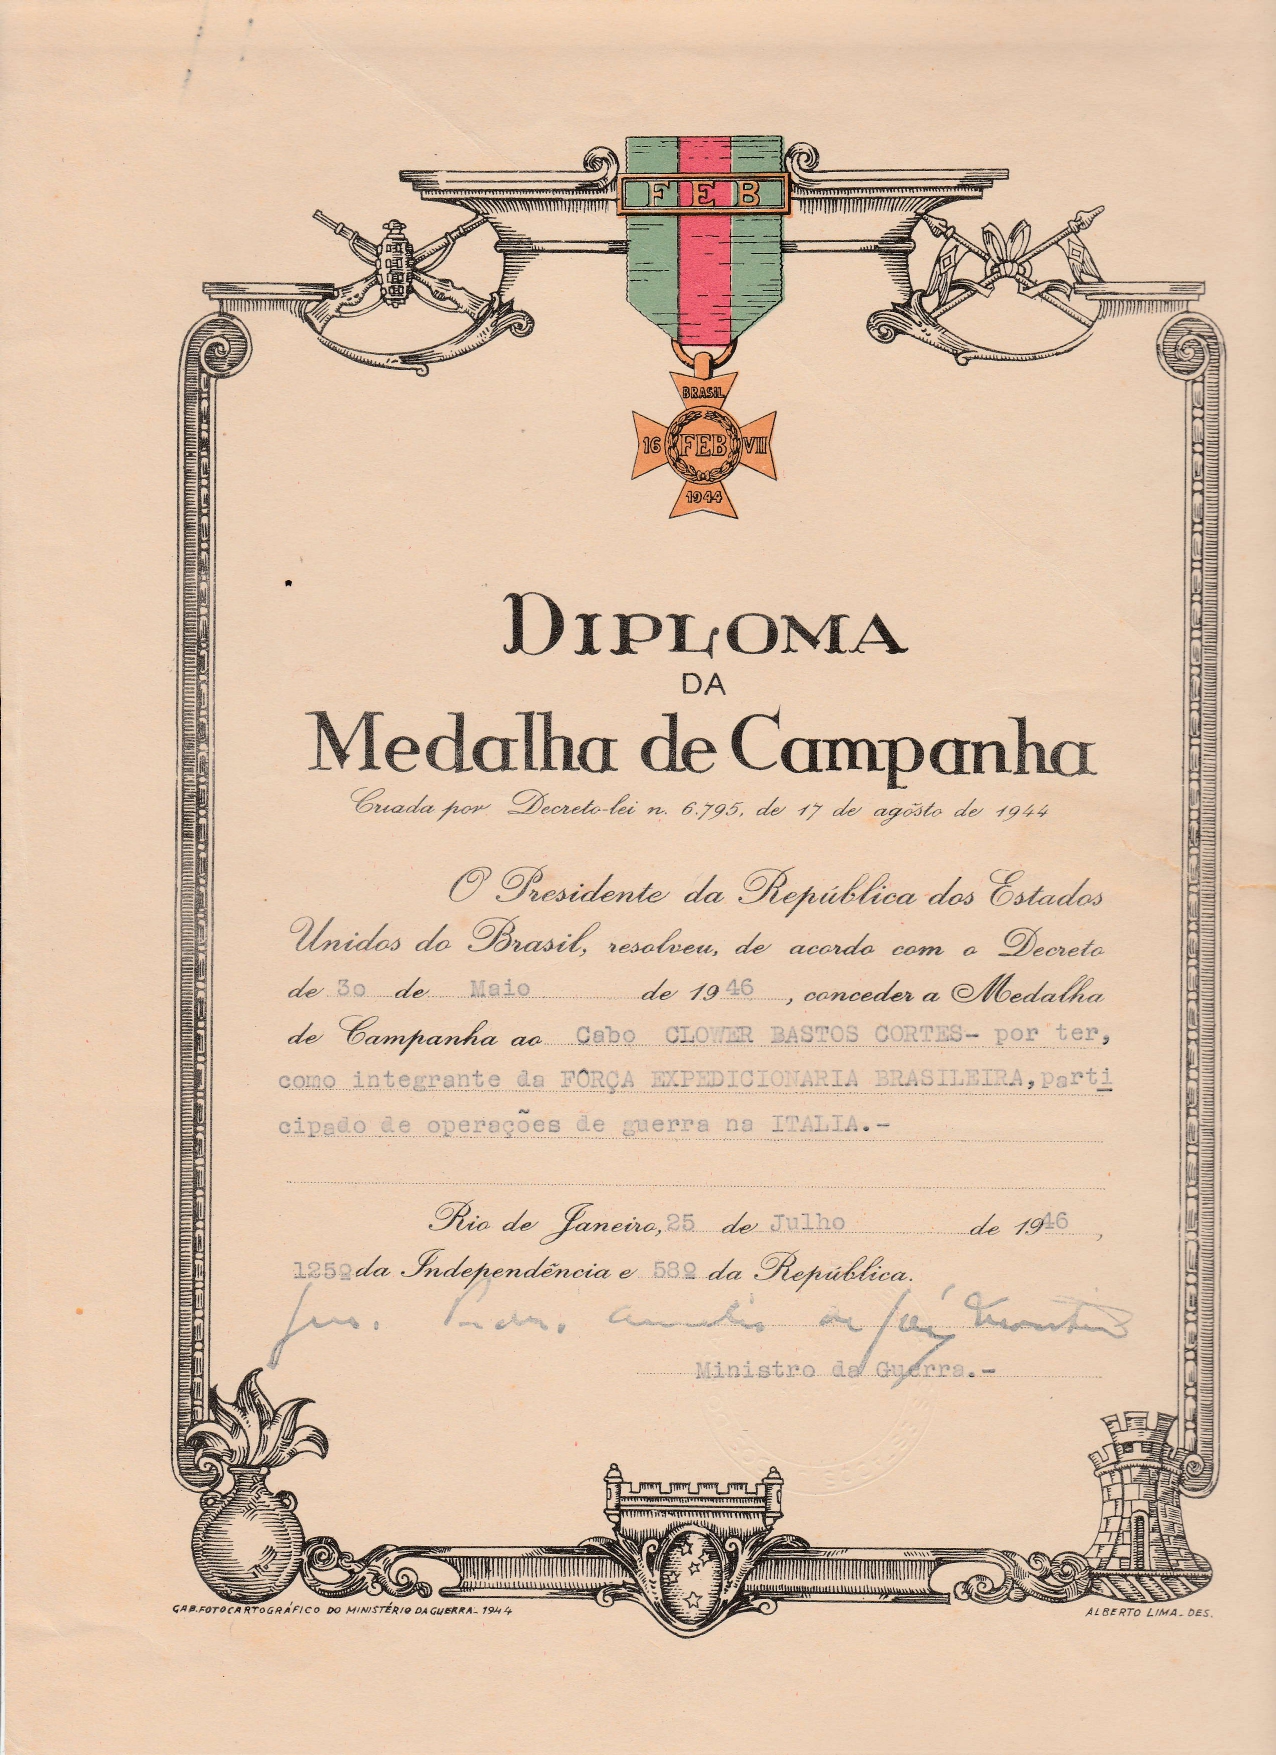 FEB
BRASIL
16 FEB VII
1944
DIPLOMA
DA
Medalha de Campanha
Criada por Decreto-lei n. 6.795, de 17 de agôsto de 1944
O Presidente da República dos Estados
Unidos do Brasil, resolveu, de acordo com o Decreto
de 30 de Maio de 1946, conceder a Medalha
de Campanha ao Cabo CLOWER BASTOS CORTES- por ter,
como integrante da FÔRÇA EXPEDICIONARIA BRASILEIRA, parti
cipado de operações de guerra na ITALIA.-
Rio de Janeiro, 25 de Julho de 1946,
125º da Independência e 58º da República.
Ministro da Guerra.-
GAB. FOTOCARTOGRÁFICO DO MINISTÉRIO DA GUERRA - 1944
ALBERTO LIMA - DES.